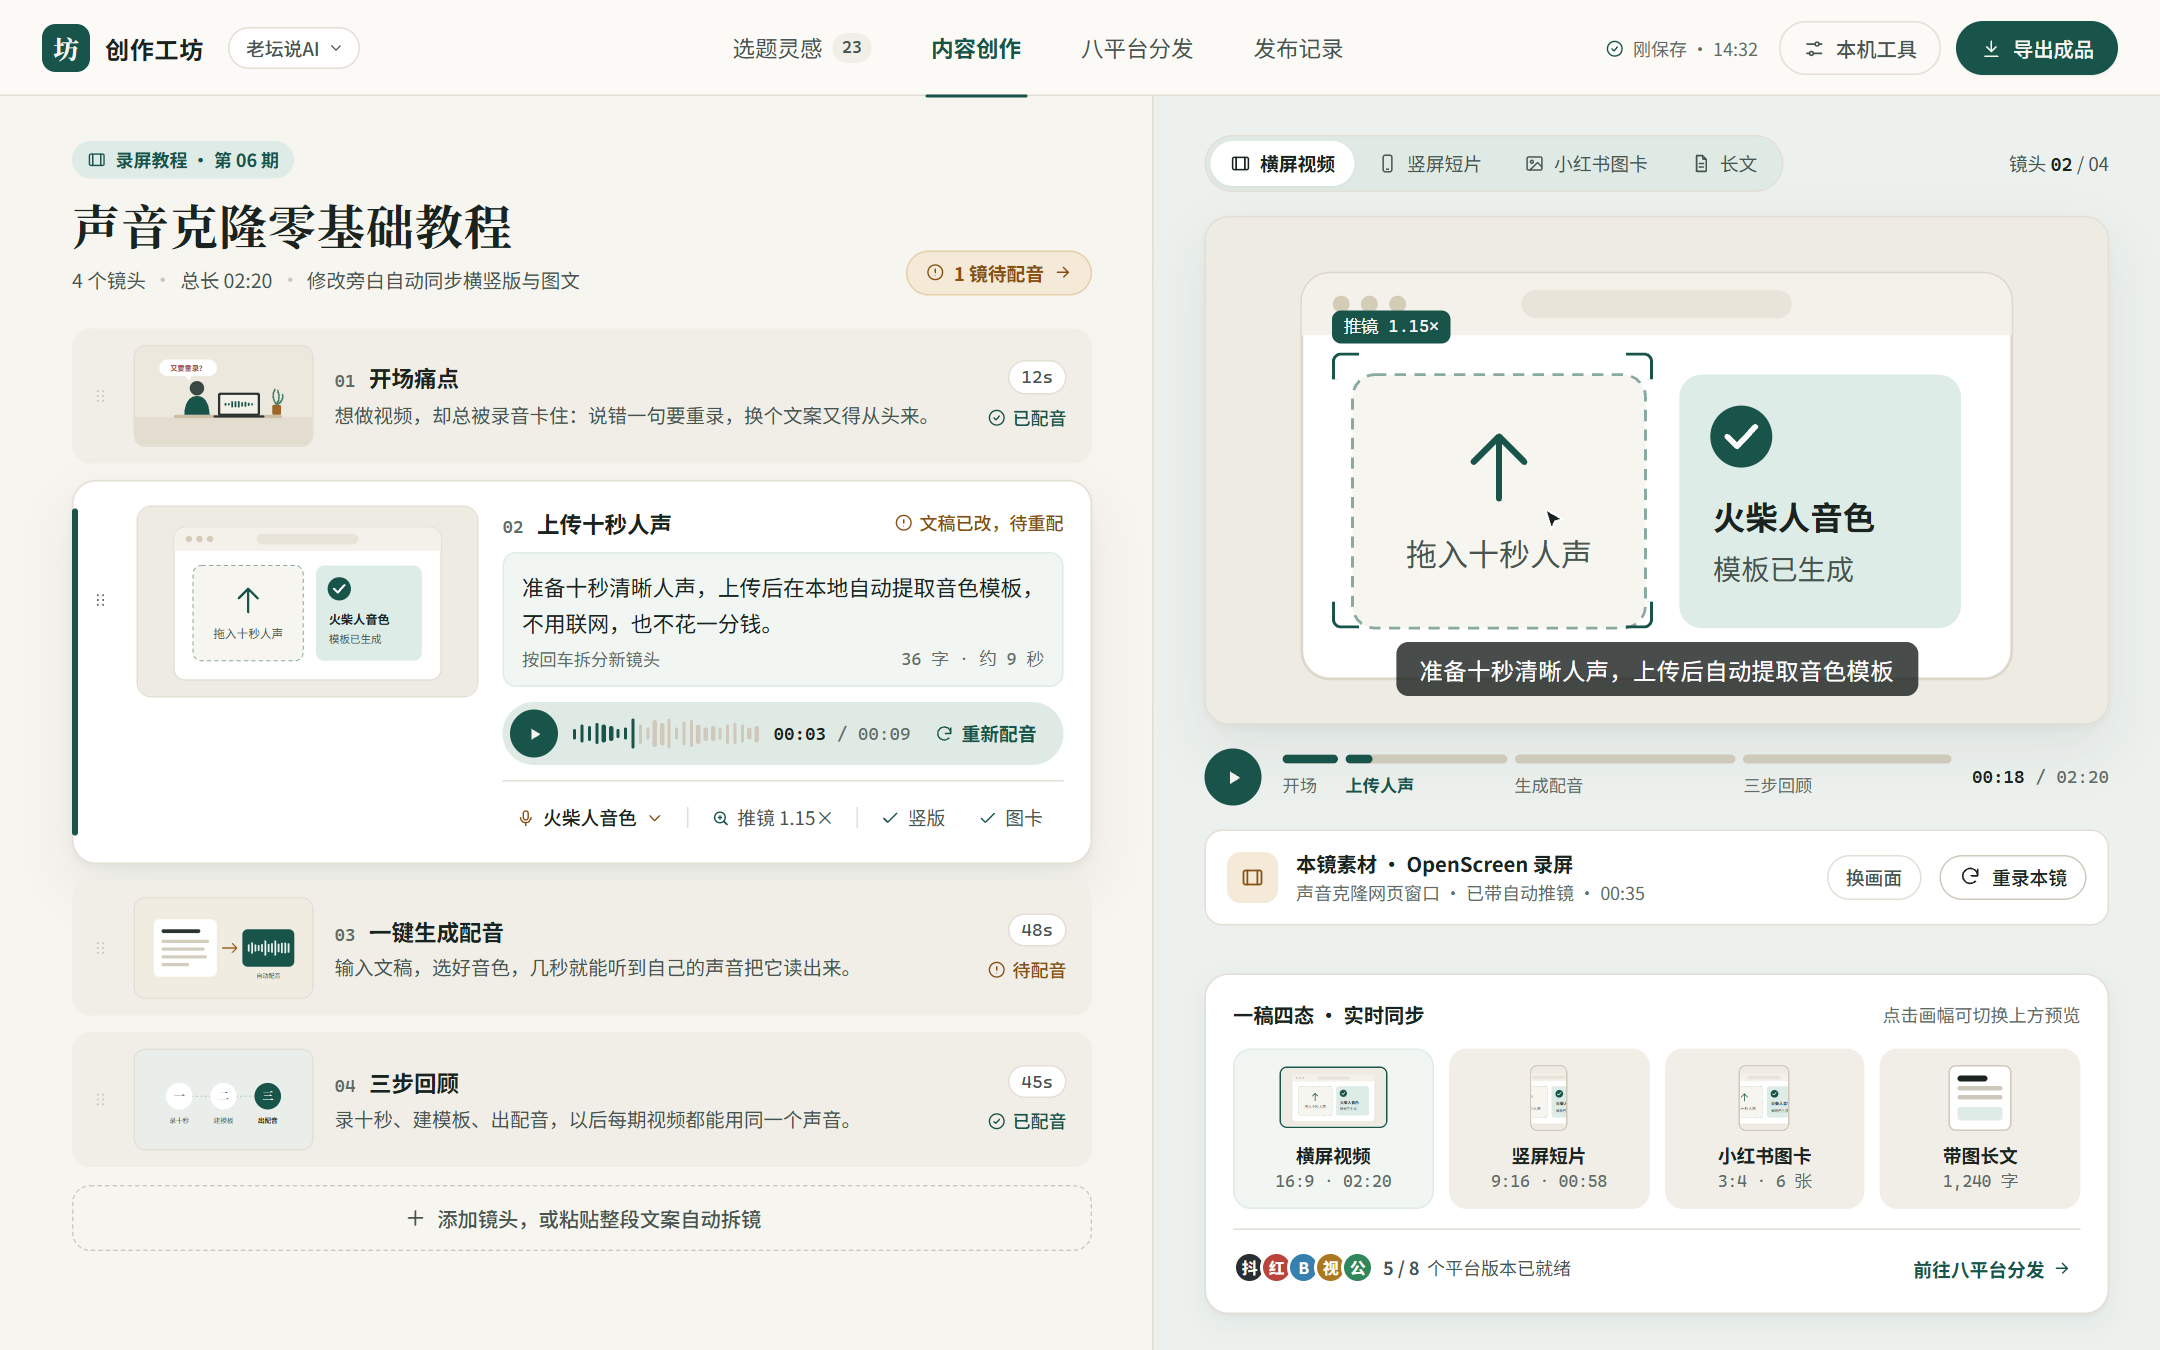 坊 创作工坊 老坛说AI
选题灵感 23 内容创作 八平台分发 发布记录
刚保存 · 14:32 本机工具 导出成品
录屏教程 · 第 06 期
声音克隆零基础教程
4 个镜头 · 总长 02:20 · 修改旁白自动同步横竖版与图文
1 镜待配音 →
又要重录?
01 开场痛点
12s
想做视频，却总被录音卡住：说错一句要重录，换个文案又得从头来。
已配音
拖入十秒人声
火柴人音色
模板已生成
02 上传十秒人声
文稿已改，待重配
准备十秒清晰人声，上传后在本地自动提取音色模板，
不用联网，也不花一分钱。
按回车拆分新镜头
36 字 · 约 9 秒
00:03 / 00:09 重新配音
火柴人音色 推镜 1.15× 竖版 图卡
自动配音
03 一键生成配音
48s
输入文稿，选好音色，几秒就能听到自己的声音把它读出来。
待配音
一 二 三
录十秒 建模板 出配音
04 三步回顾
45s
录十秒、建模板、出配音，以后每期视频都能用同一个声音。
已配音
+ 添加镜头，或粘贴整段文案自动拆镜
横屏视频 竖屏短片 小红书图卡 长文
镜头 02 / 04
推镜 1.15×
拖入十秒人声
火柴人音色
模板已生成
准备十秒清晰人声，上传后自动提取音色模板
开场 上传人声 生成配音 三步回顾
00:18 / 02:20
本镜素材 · OpenScreen 录屏
声音克隆网页窗口 · 已带自动推镜 · 00:35
换画面 重录本镜
一稿四态 · 实时同步
点击画幅可切换上方预览
横屏视频
16:9 · 02:20
竖屏短片
9:16 · 00:58
小红书图卡
3:4 · 6 张
带图长文
1,240 字
抖 红 B 视 公 5 / 8 个平台版本已就绪
前往八平台分发 →